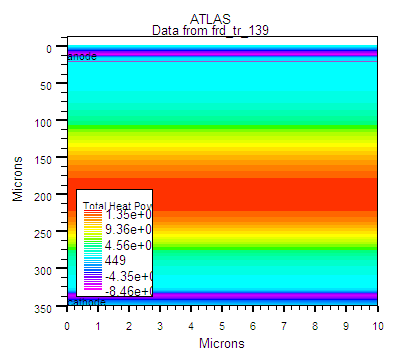 ATLAS
Data from frd_tr_139
Microns
0
50
100
150
200
250
300
350
anode
Total Heat Pow
1.35e+0
9.36e+0
4.56e+0
449
-4.35e+0
-8.46e+0
cathode
0 1 2 3 4 5 6 7 8 9 10
Microns